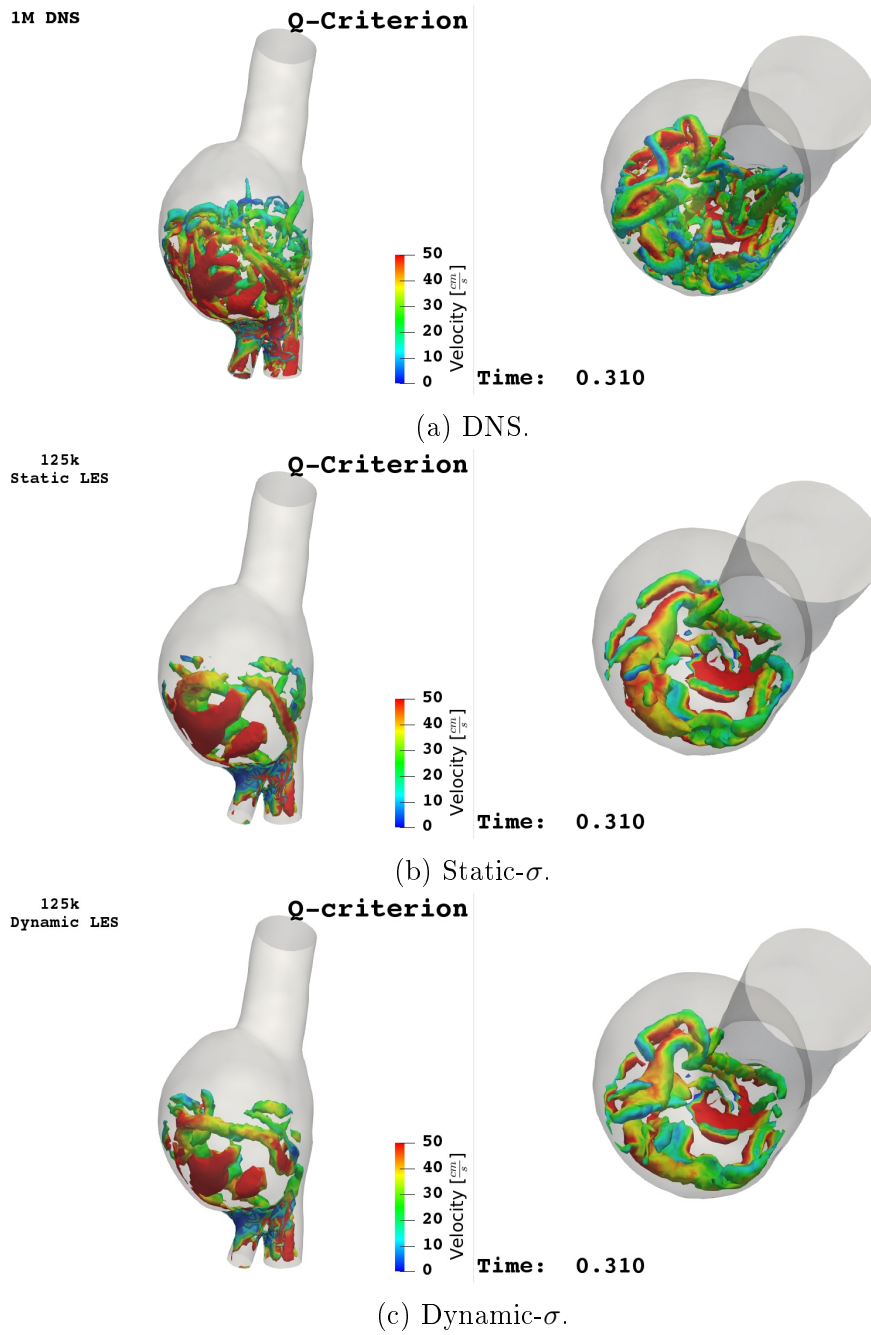 1M DNS
Q-Criterion
50
40
30
20
10
0
Velocity [cm/s]
Time: 0.310
(a) DNS.
125k
Static LES
Q-Criterion
50
40
30
20
10
0
Velocity [cm/s]
Time: 0.310
(b) Static-σ.
125k
Dynamic LES
Q-criterion
50
40
30
20
10
0
Velocity [cm/s]
Time: 0.310
(c) Dynamic-σ.